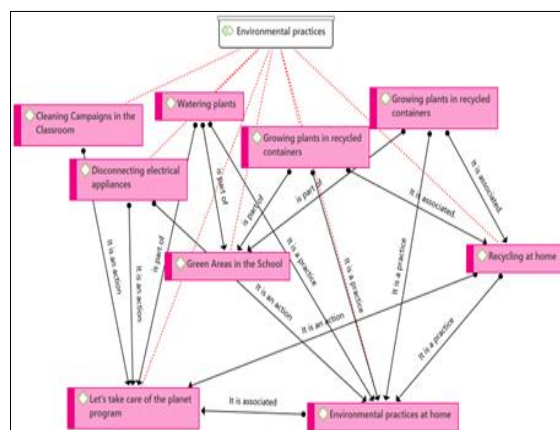 Environmental practices
Watering plants
Growing plants in recycled
containers
Cleaning Campaigns in the
Classroom
Growing plants in recycled
containers
Disconnecting electrical
appliances
is part of
is part of
is part of
It is associated.
It is associated.
Green Areas in the School
Recycling at home
It is an action
It is an action
is part of
It is an action
It is a practice
It is a practice
It is a practice
It is an action
It is a practice
Let's take care of the planet
program
It is associated
Environmental practices at home